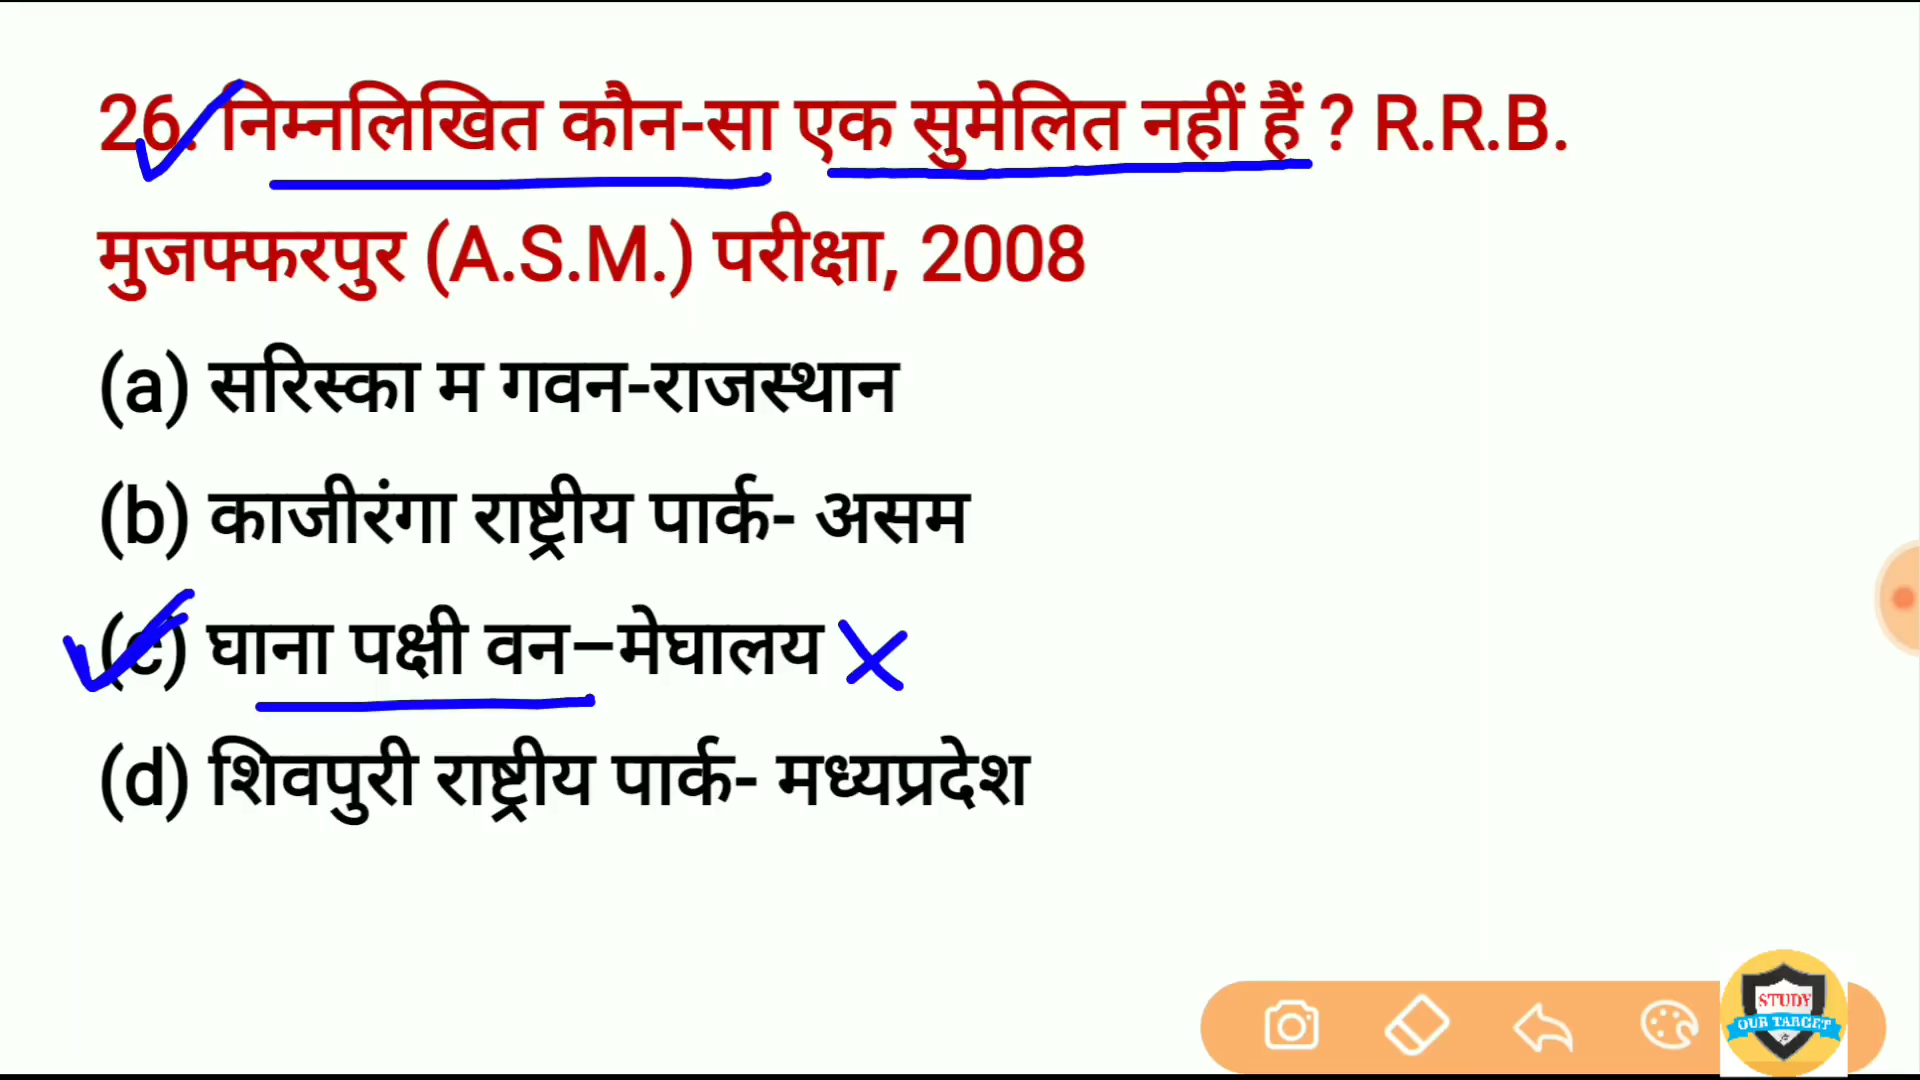 26. निम्नलिखित कौन-सा एक सुमेलित नहीं हैं ? R.R.B.
मुजफ्फरपुर (A.S.M.) परीक्षा, 2008
(a) सरिस्का म गवन-राजस्थान
(b) काजीरंगा राष्ट्रीय पार्क- असम
(c) घाना पक्षी वन–मेघालय
(d) शिवपुरी राष्ट्रीय पार्क- मध्यप्रदेश
STUDY
OUR TARGET